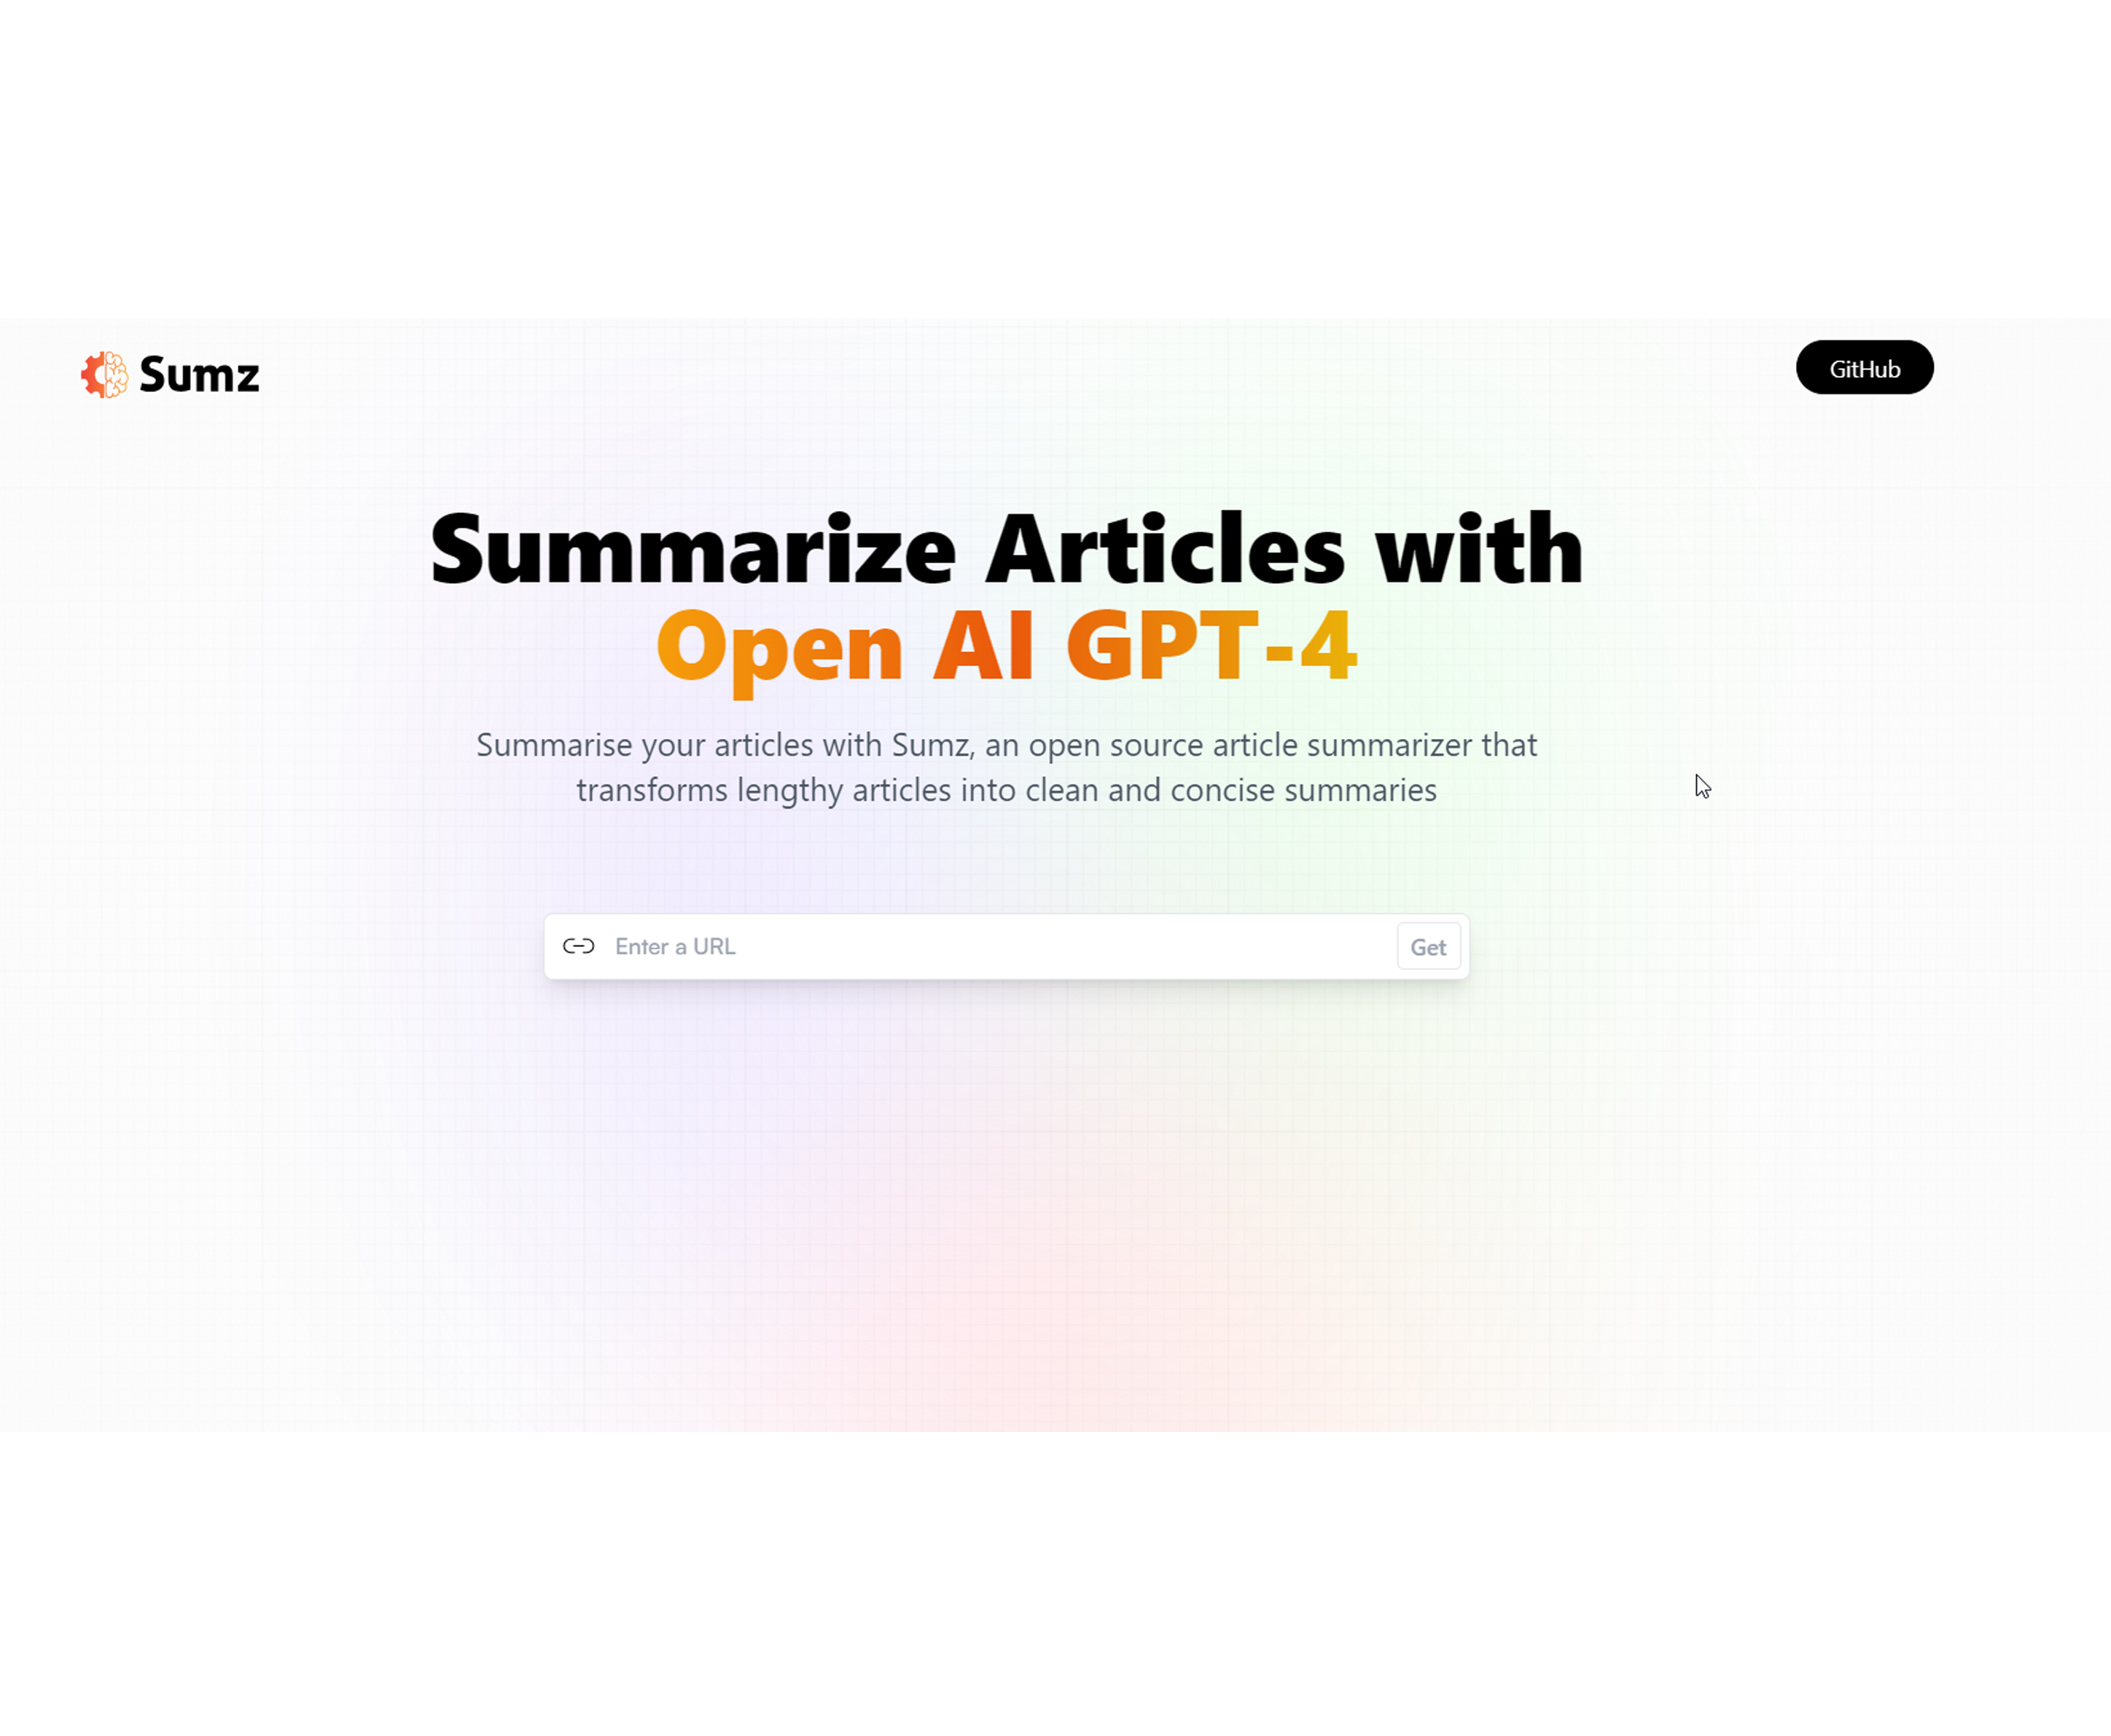 Sumz
GitHub
Summarize Articles with
Open AI GPT-4
Summarise your articles with Sumz, an open source article summarizer that
transforms lengthy articles into clean and concise summaries
Enter a URL
Get